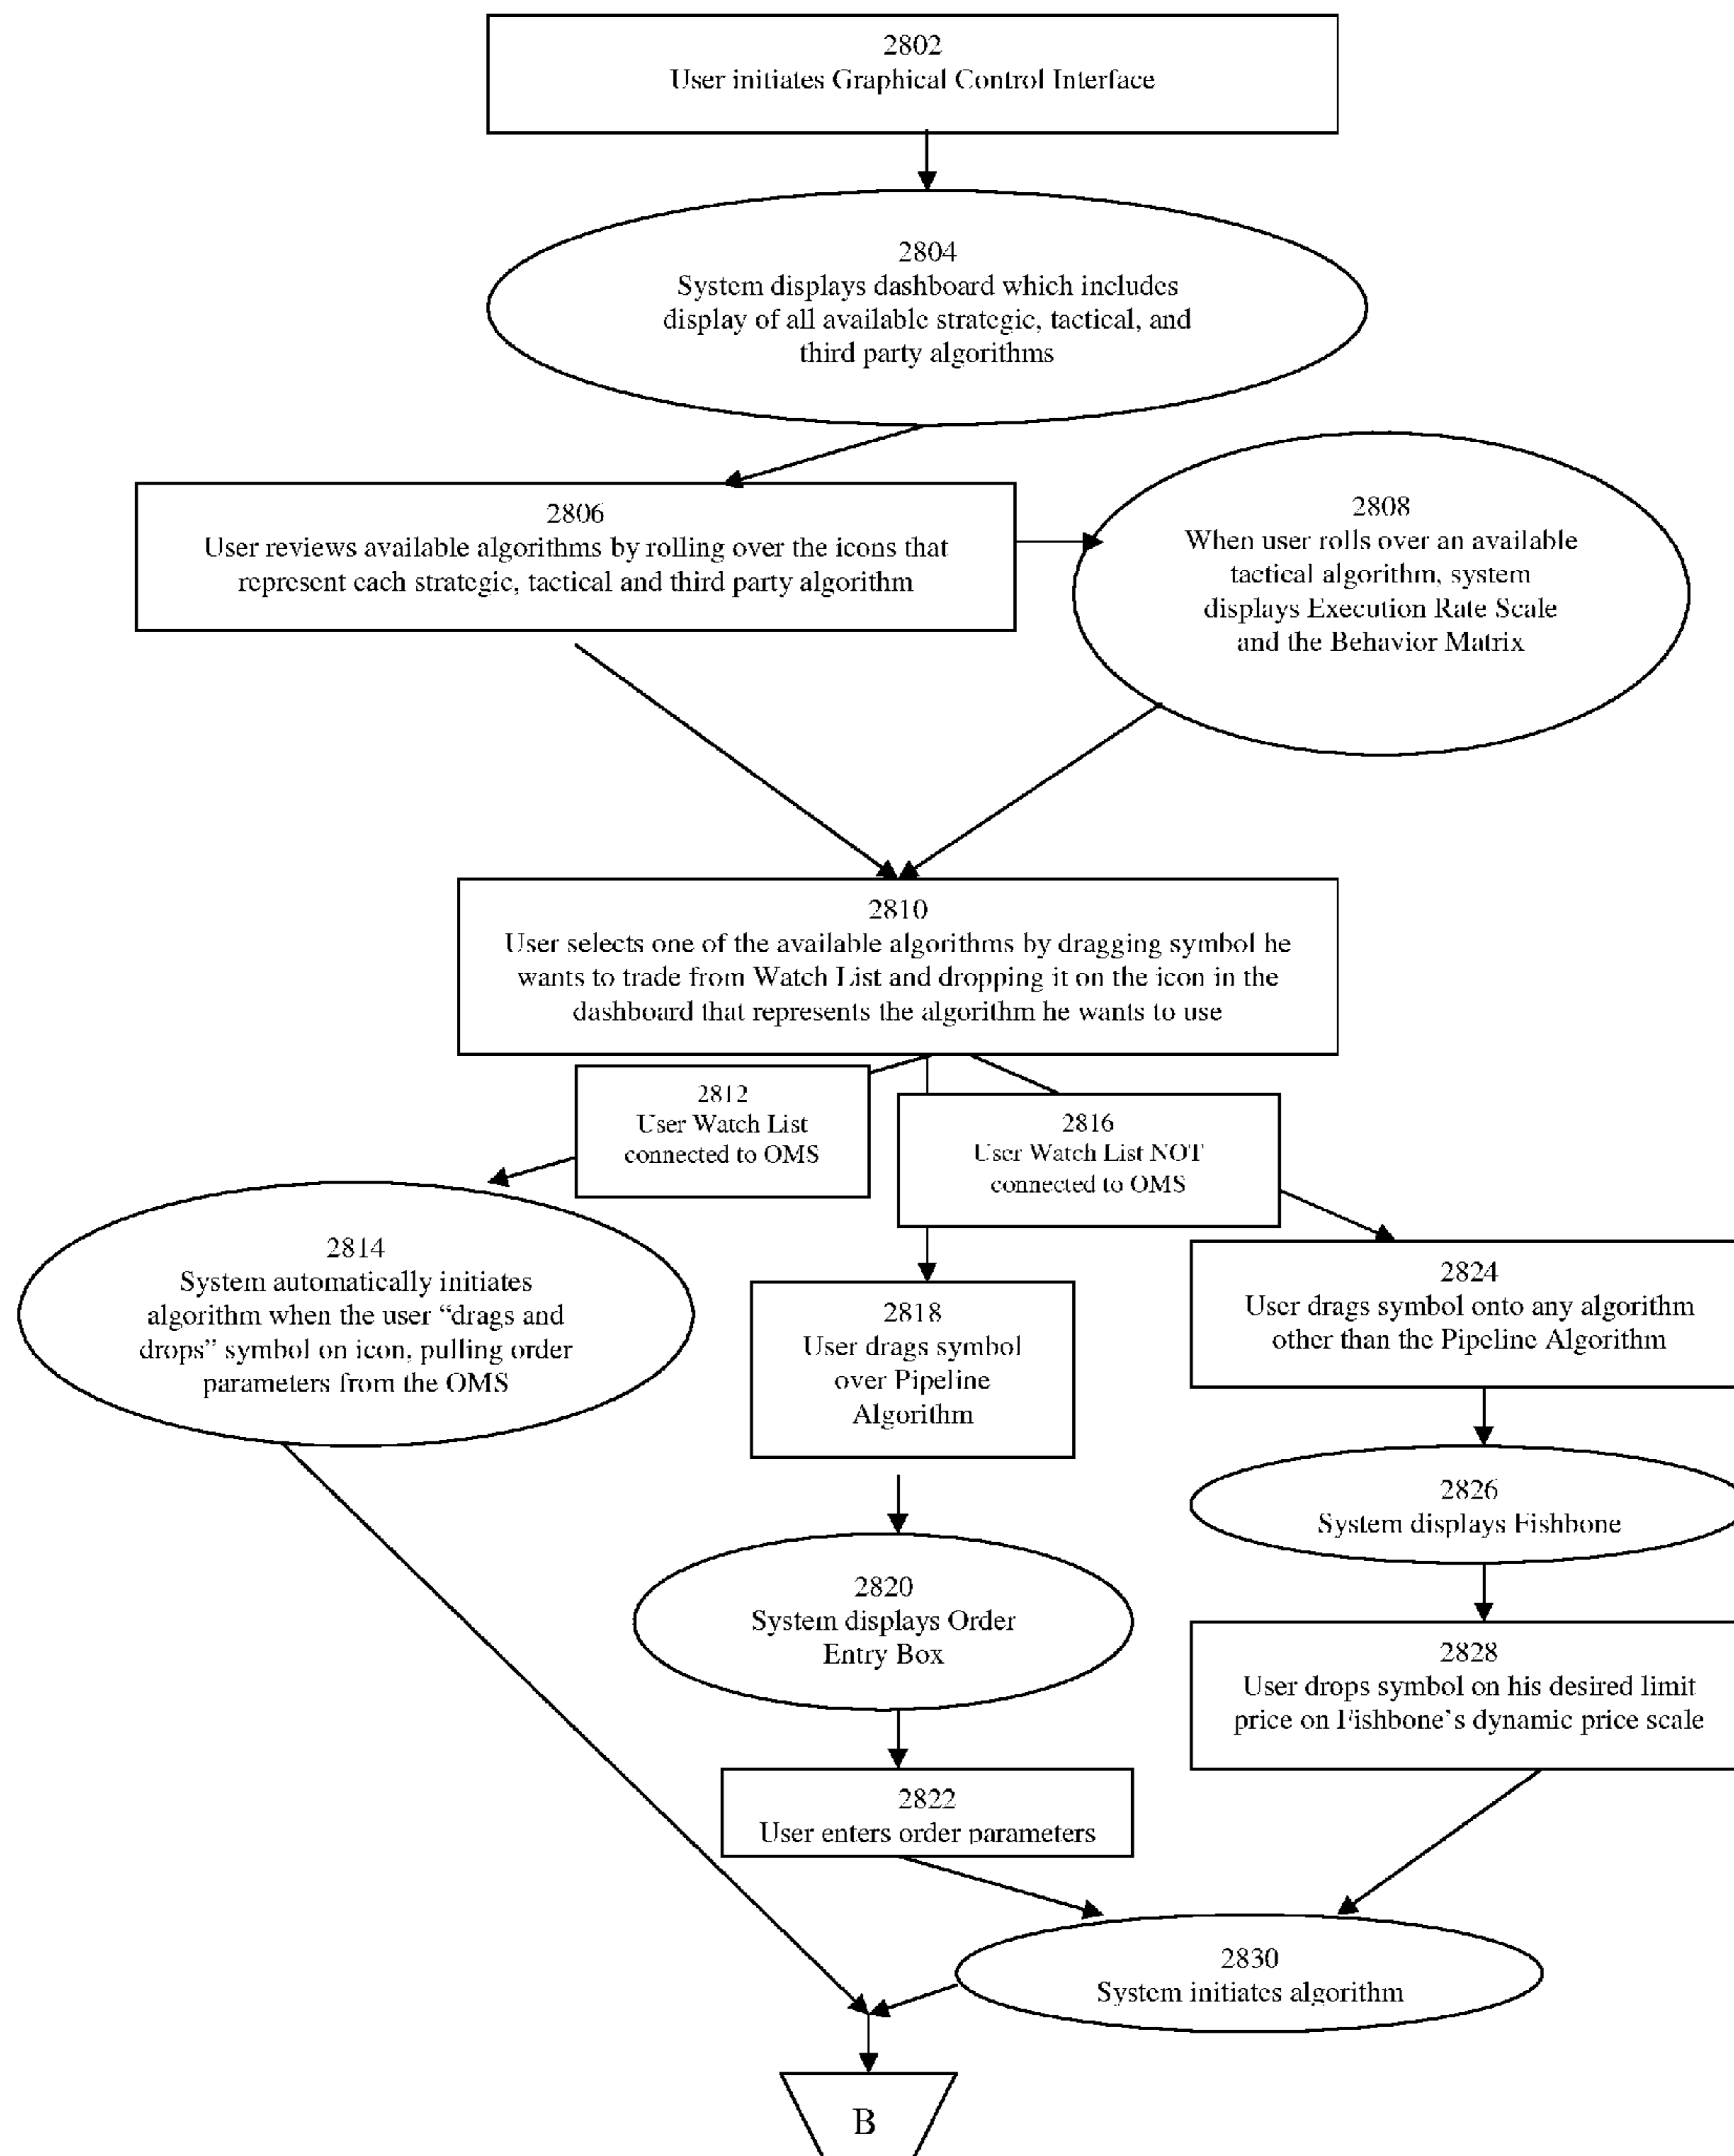 2802
User initiates Graphical Control Interface
2804
System displays dashboard which includes
display of all available strategic, tactical, and
third party algorithms
2806
User reviews available algorithms by rolling over the icons that
represent each strategic, tactical and third party algorithm
2808
When user rolls over an available
tactical algorithm, system
displays Execution Rate Scale
and the Behavior Matrix
2810
User selects one of the available algorithms by dragging symbol he
wants to trade from Watch List and dropping it on the icon in the
dashboard that represents the algorithm he wants to use
2812
User Watch List
connected to OMS
2816
User Watch List NOT
connected to OMS
2814
System automatically initiates
algorithm when the user “drags and
drops” symbol on icon, pulling order
parameters from the OMS
2818
User drags symbol
over Pipeline
Algorithm
2824
User drags symbol onto any algorithm
other than the Pipeline Algorithm
2826
System displays Fishbone
2820
System displays Order
Entry Box
2828
User drops symbol on his desired limit
price on Fishbone’s dynamic price scale
2822
User enters order parameters
2830
System initiates algorithm
B